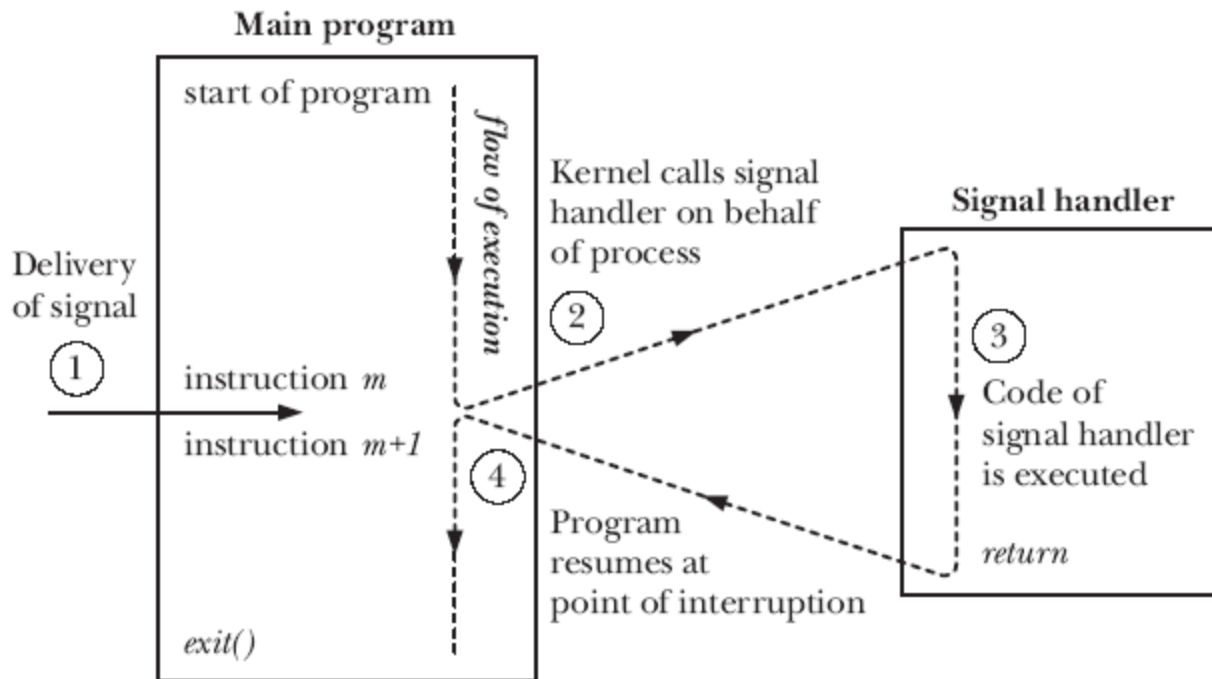 Main program
start of program
flow of execution
Kernel calls signal
handler on behalf
of process
2
Signal handler
Delivery
of signal
1
instruction m
instruction m+1
3
Code of
signal handler
is executed
return
4
Program
resumes at
point of interruption
exit()